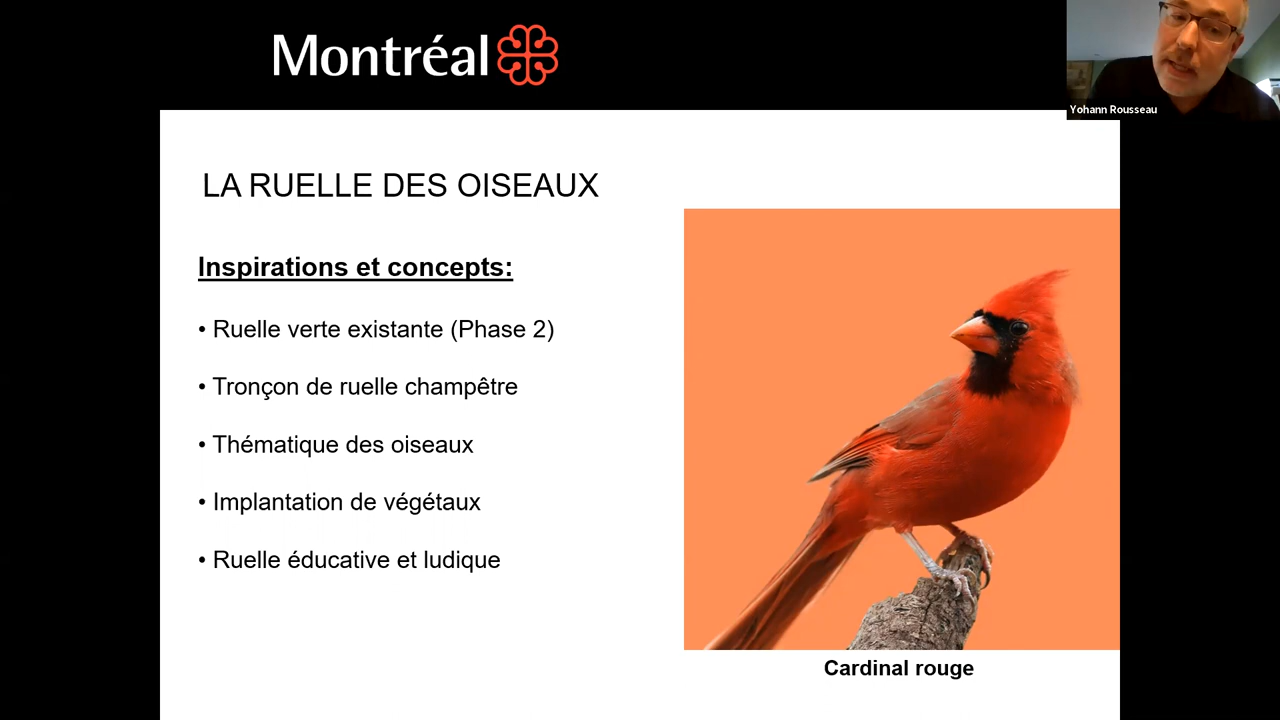 Montréal
Yohann Rousseau
LA RUELLE DES OISEAUX
Inspirations et concepts:
• Ruelle verte existante (Phase 2)
• Tronçon de ruelle champêtre
• Thématique des oiseaux
• Implantation de végétaux
• Ruelle éducative et ludique
Cardinal rouge